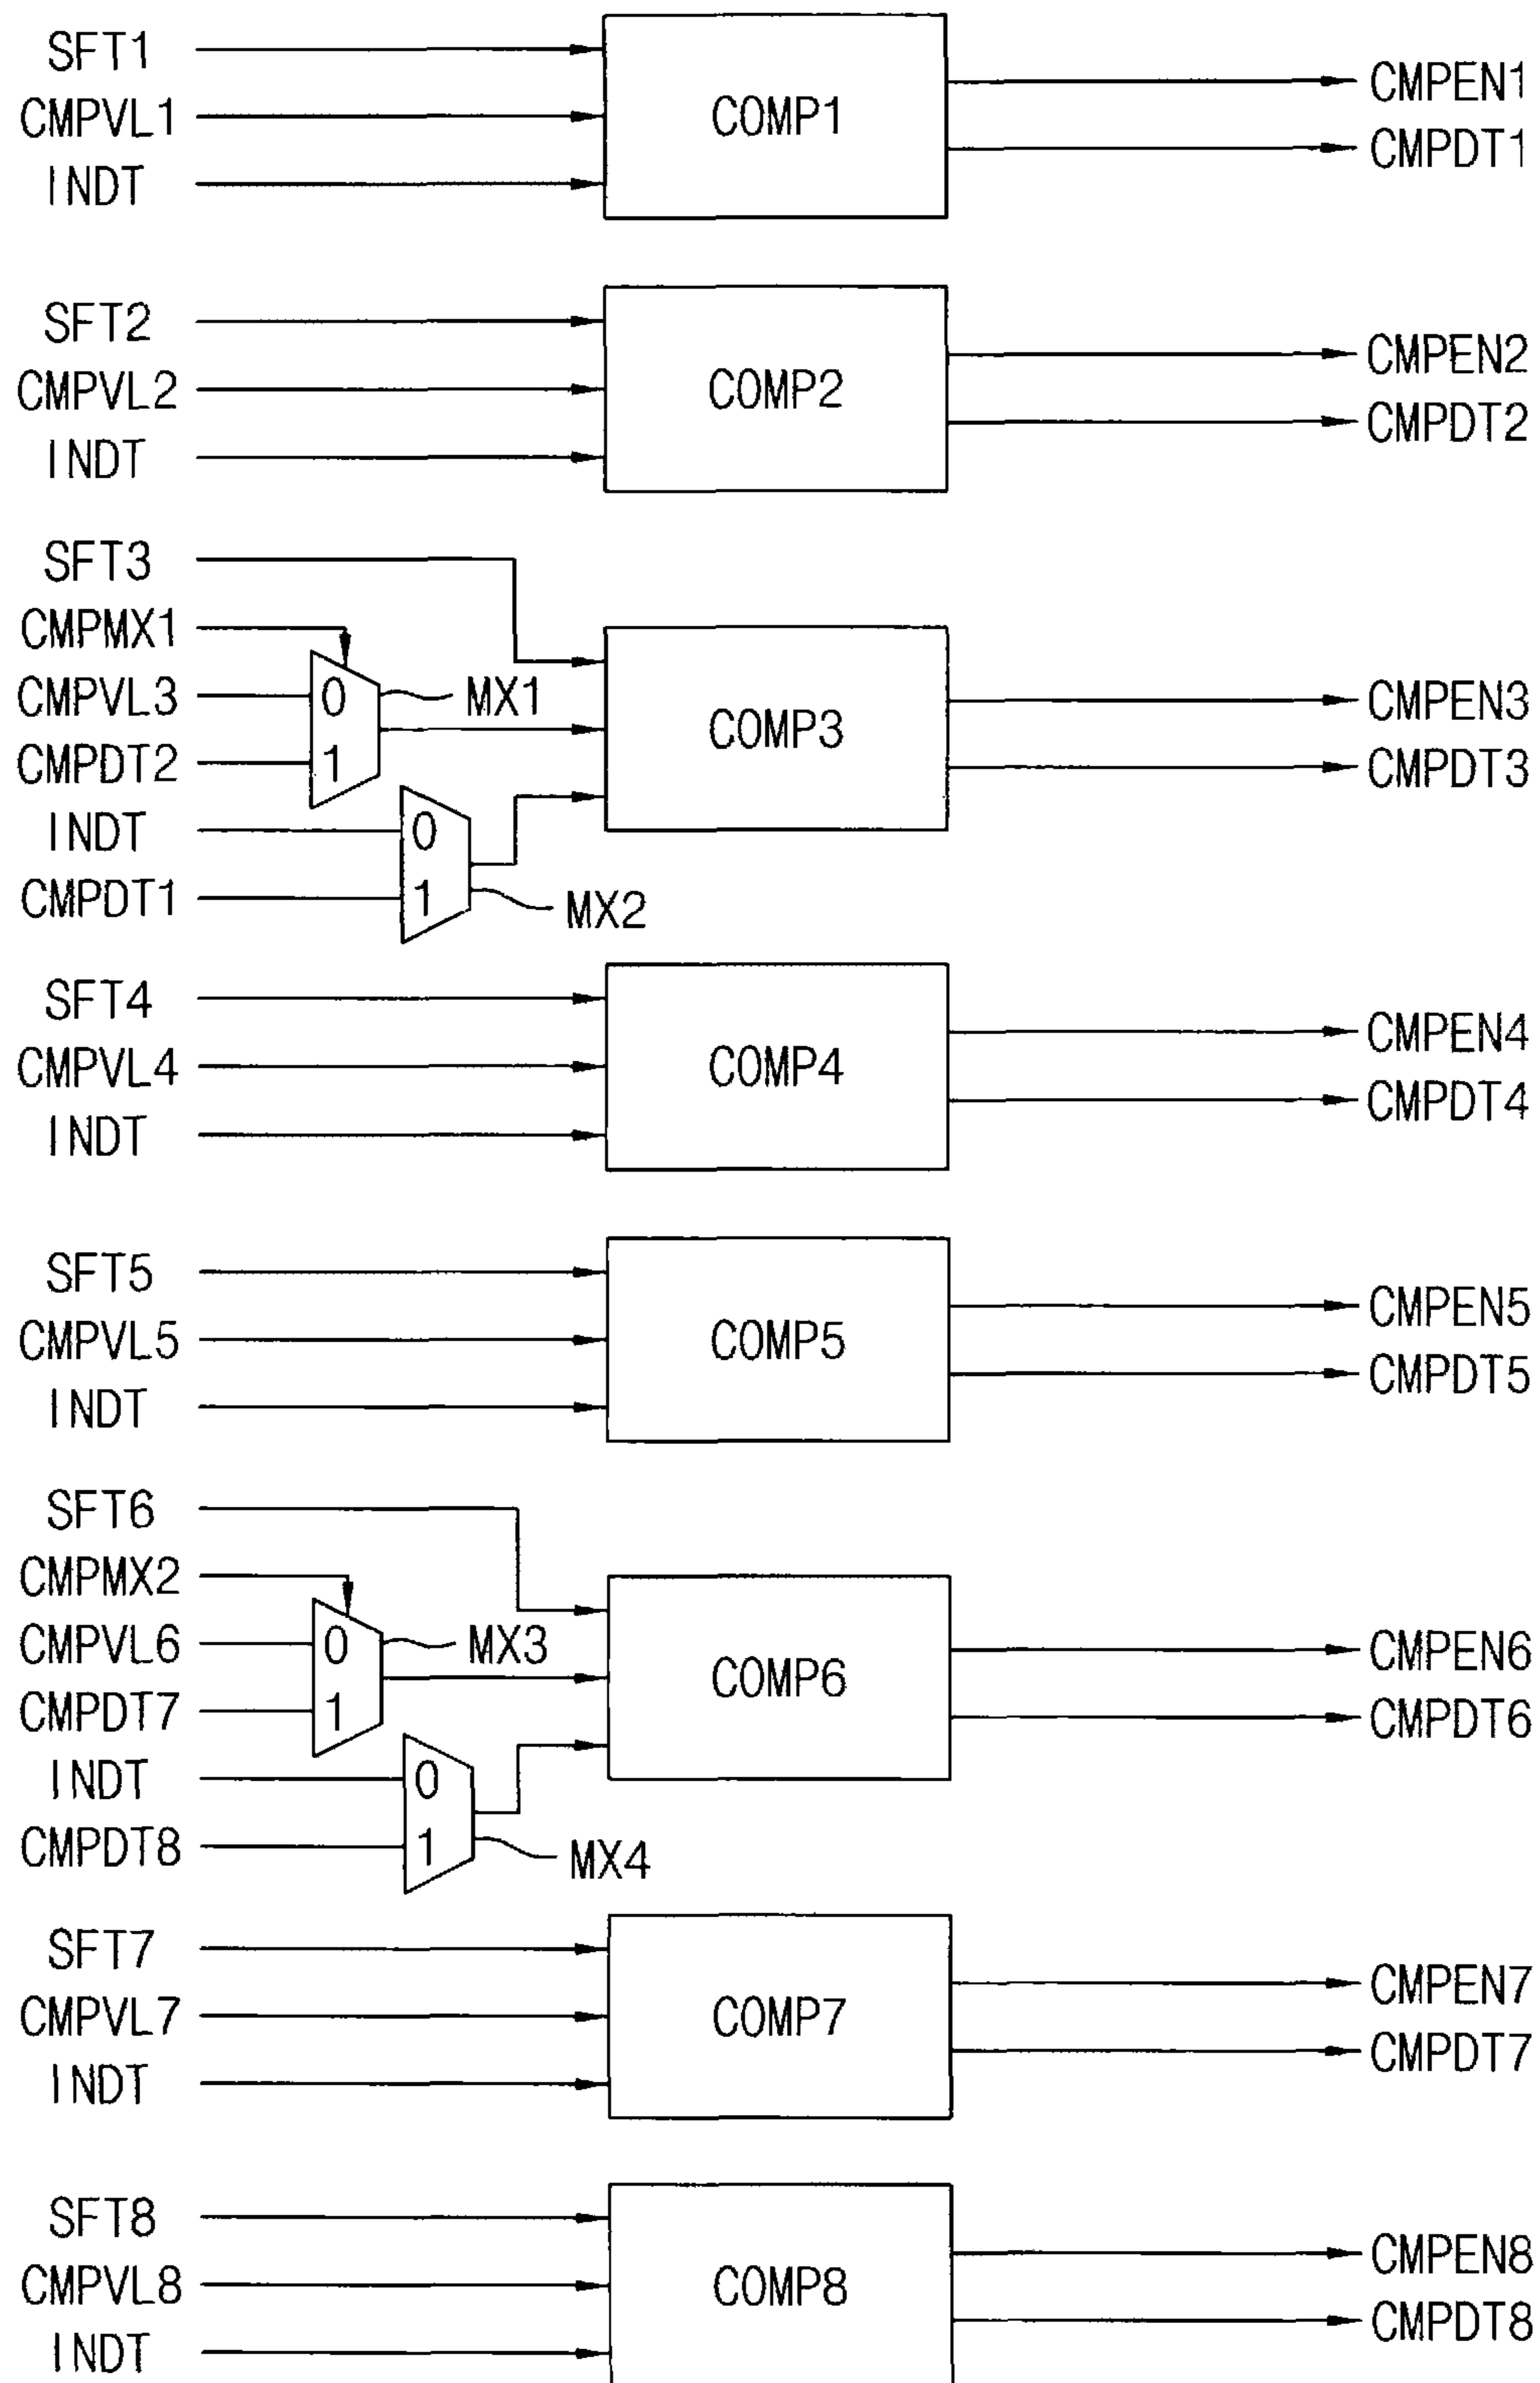 SFT1
CMPVL1
INDT
COMP1
CMPEN1
CMPDT1
SFT2
CMPVL2
INDT
COMP2
CMPEN2
CMPDT2
SFT3
CMPMX1
CMPVL3
CMPDT2
INDT
CMPDT1
0
1
MX1
0
1
MX2
COMP3
CMPEN3
CMPDT3
SFT4
CMPVL4
INDT
COMP4
CMPEN4
CMPDT4
SFT5
CMPVL5
INDT
COMP5
CMPEN5
CMPDT5
SFT6
CMPMX2
CMPVL6
CMPDT7
INDT
CMPDT8
0
1
MX3
0
1
MX4
COMP6
CMPEN6
CMPDT6
SFT7
CMPVL7
INDT
COMP7
CMPEN7
CMPDT7
SFT8
CMPVL8
INDT
COMP8
CMPEN8
CMPDT8